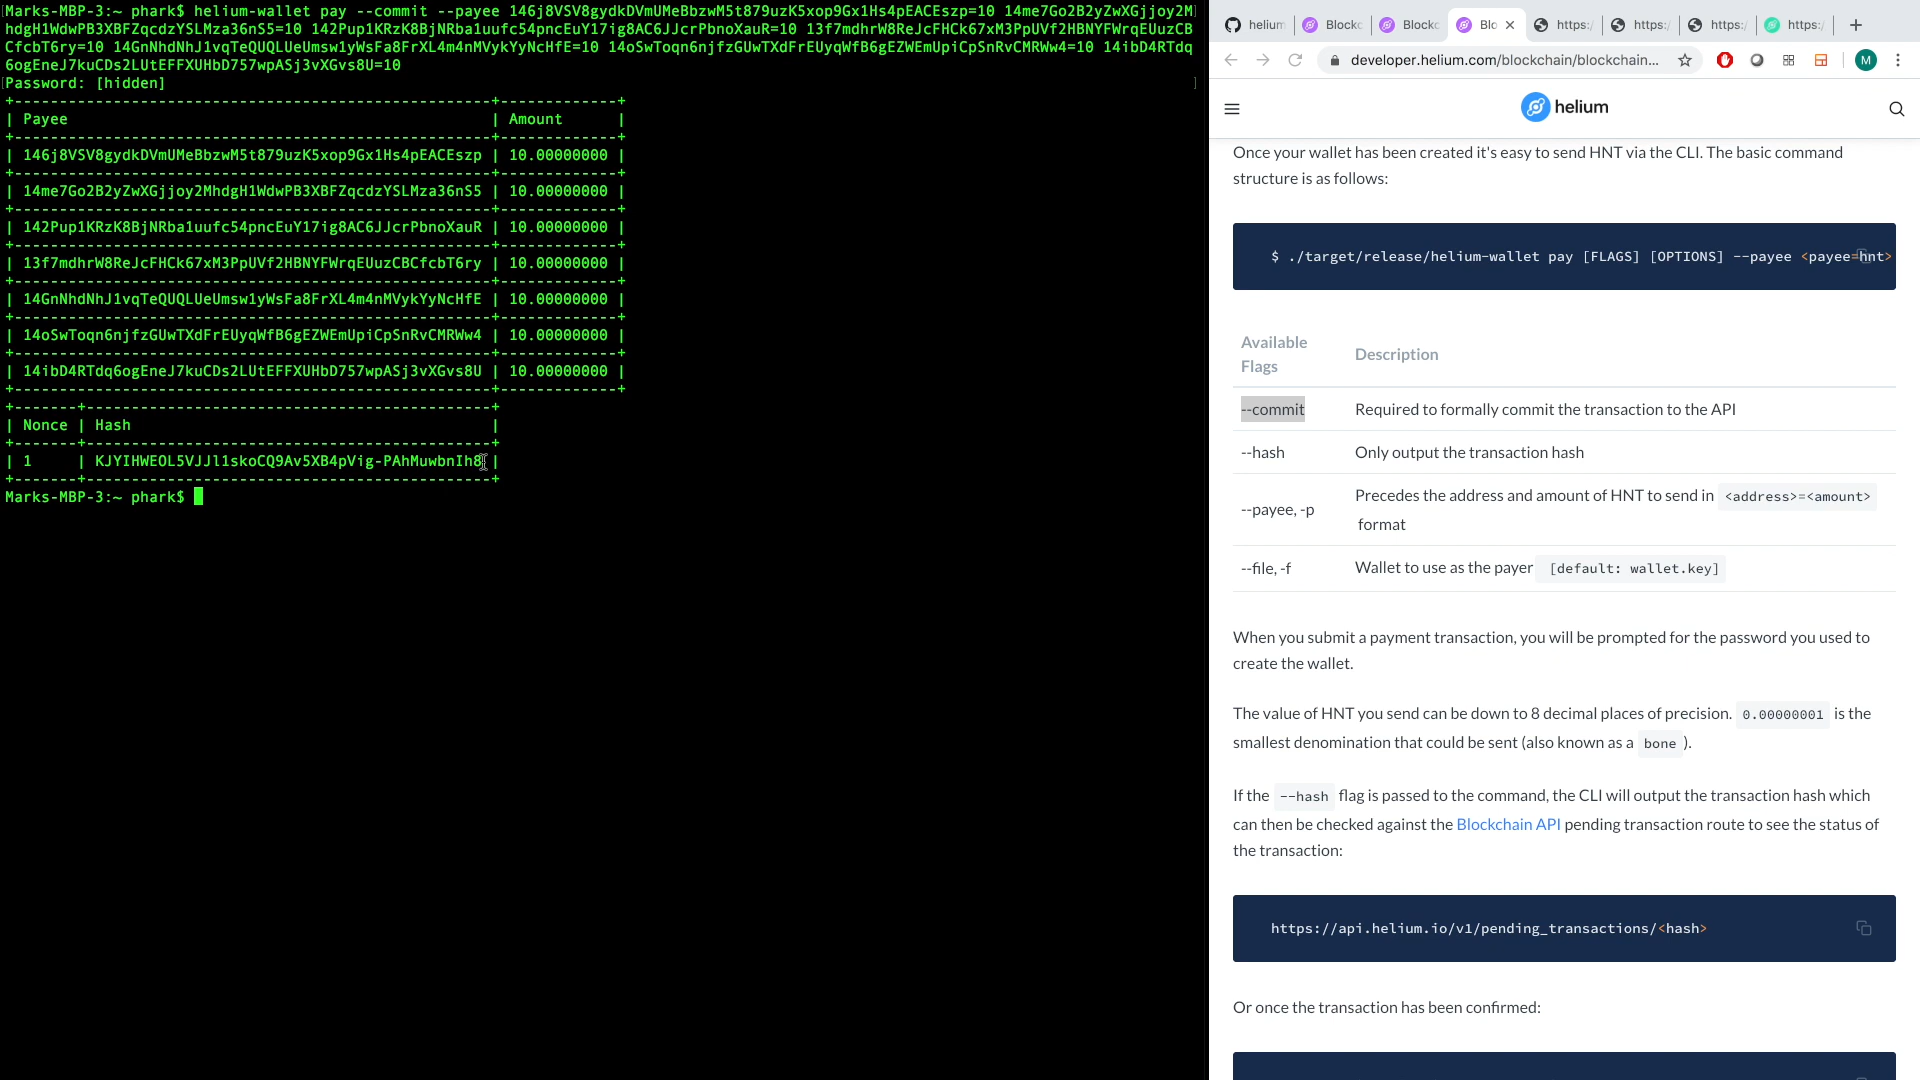 Marks-MBP-3:~ phark$ helium-wallet pay --commit --payee 146j8VSV8gydkDVmUMeBbzwM5t879uzK5xop9Gx1Hs4pEACEszp=10 14me7Go2B2yZwXGjjoy2M
hdgH1WdwPB3XBFZqcdzYSLMza36nS5=10 142Pup1KRzK8BjNRba1uufc54pncEuY17ig8AC6JJcrPbnoXauR=10 13f7mdhrW8ReJcFHCk67xM3PpUVf2HBNYFWrqEUuzCB
CfcbT6ry=10 14GnNhdNhJ1vqTeQUQLUeUmsw1yWsFa8FrXL4m4nMVykYyNcHfE=10 14oSwToqn6njfzGUwTXdFrEUyqWfB6gEZWEmUpiCpSnRvCMRWw4=10 14ibD4RTdq
6ogEneJ7kuCDs2LUtEFFXUHbD757wpASj3vXGvs8U=10
Password: [hidden]
| Payee | Amount |
| 146j8VSV8gydkDVmUMeBbzwM5t879uzK5xop9Gx1Hs4pEACEszp | 10.00000000 |
| 14me7Go2B2yZwXGjjoy2MhdgH1WdwPB3XBFZqcdzYSLMza36nS5 | 10.00000000 |
| 142Pup1KRzK8BjNRba1uufc54pncEuY17ig8AC6JJcrPbnoXauR | 10.00000000 |
| 13f7mdhrW8ReJcFHCk67xM3PpUVf2HBNYFWrqEUuzCBCfcbT6ry | 10.00000000 |
| 14GnNhdNhJ1vqTeQUQLUeUmsw1yWsFa8FrXL4m4nMVykYyNcHfE | 10.00000000 |
| 14oSwToqn6njfzGUwTXdFrEUyqWfB6gEZWEmUpiCpSnRvCMRWw4 | 10.00000000 |
| 14ibD4RTdq6ogEneJ7kuCDs2LUtEFFXUHbD757wpASj3vXGvs8U | 10.00000000 |
| Nonce | Hash |
| 1 | KJYIHWEOL5VJJl1skoCQ9Av5XB4pVig-PAhMuwbnIh8 |
Marks-MBP-3:~ phark$
helium Blockc Blockc Blo https:/ https:/ https:/ https:/
developer.helium.com/blockchain/blockchain... M
helium
Once your wallet has been created it's easy to send HNT via the CLI. The basic command
structure is as follows:
$ ./target/release/helium-wallet pay [FLAGS] [OPTIONS] --payee <payee=hnt>
Available Flags Description
--commit Required to formally commit the transaction to the API
--hash Only output the transaction hash
--payee, -p Precedes the address and amount of HNT to send in <address>=<amount>
format
--file, -f Wallet to use as the payer [default: wallet.key]
When you submit a payment transaction, you will be prompted for the password you used to
create the wallet.
The value of HNT you send can be down to 8 decimal places of precision. 0.00000001 is the
smallest denomination that could be sent (also known as a bone ).
If the --hash flag is passed to the command, the CLI will output the transaction hash which
can then be checked against the Blockchain API pending transaction route to see the status of
the transaction:
https://api.helium.io/v1/pending_transactions/<hash>
Or once the transaction has been confirmed: